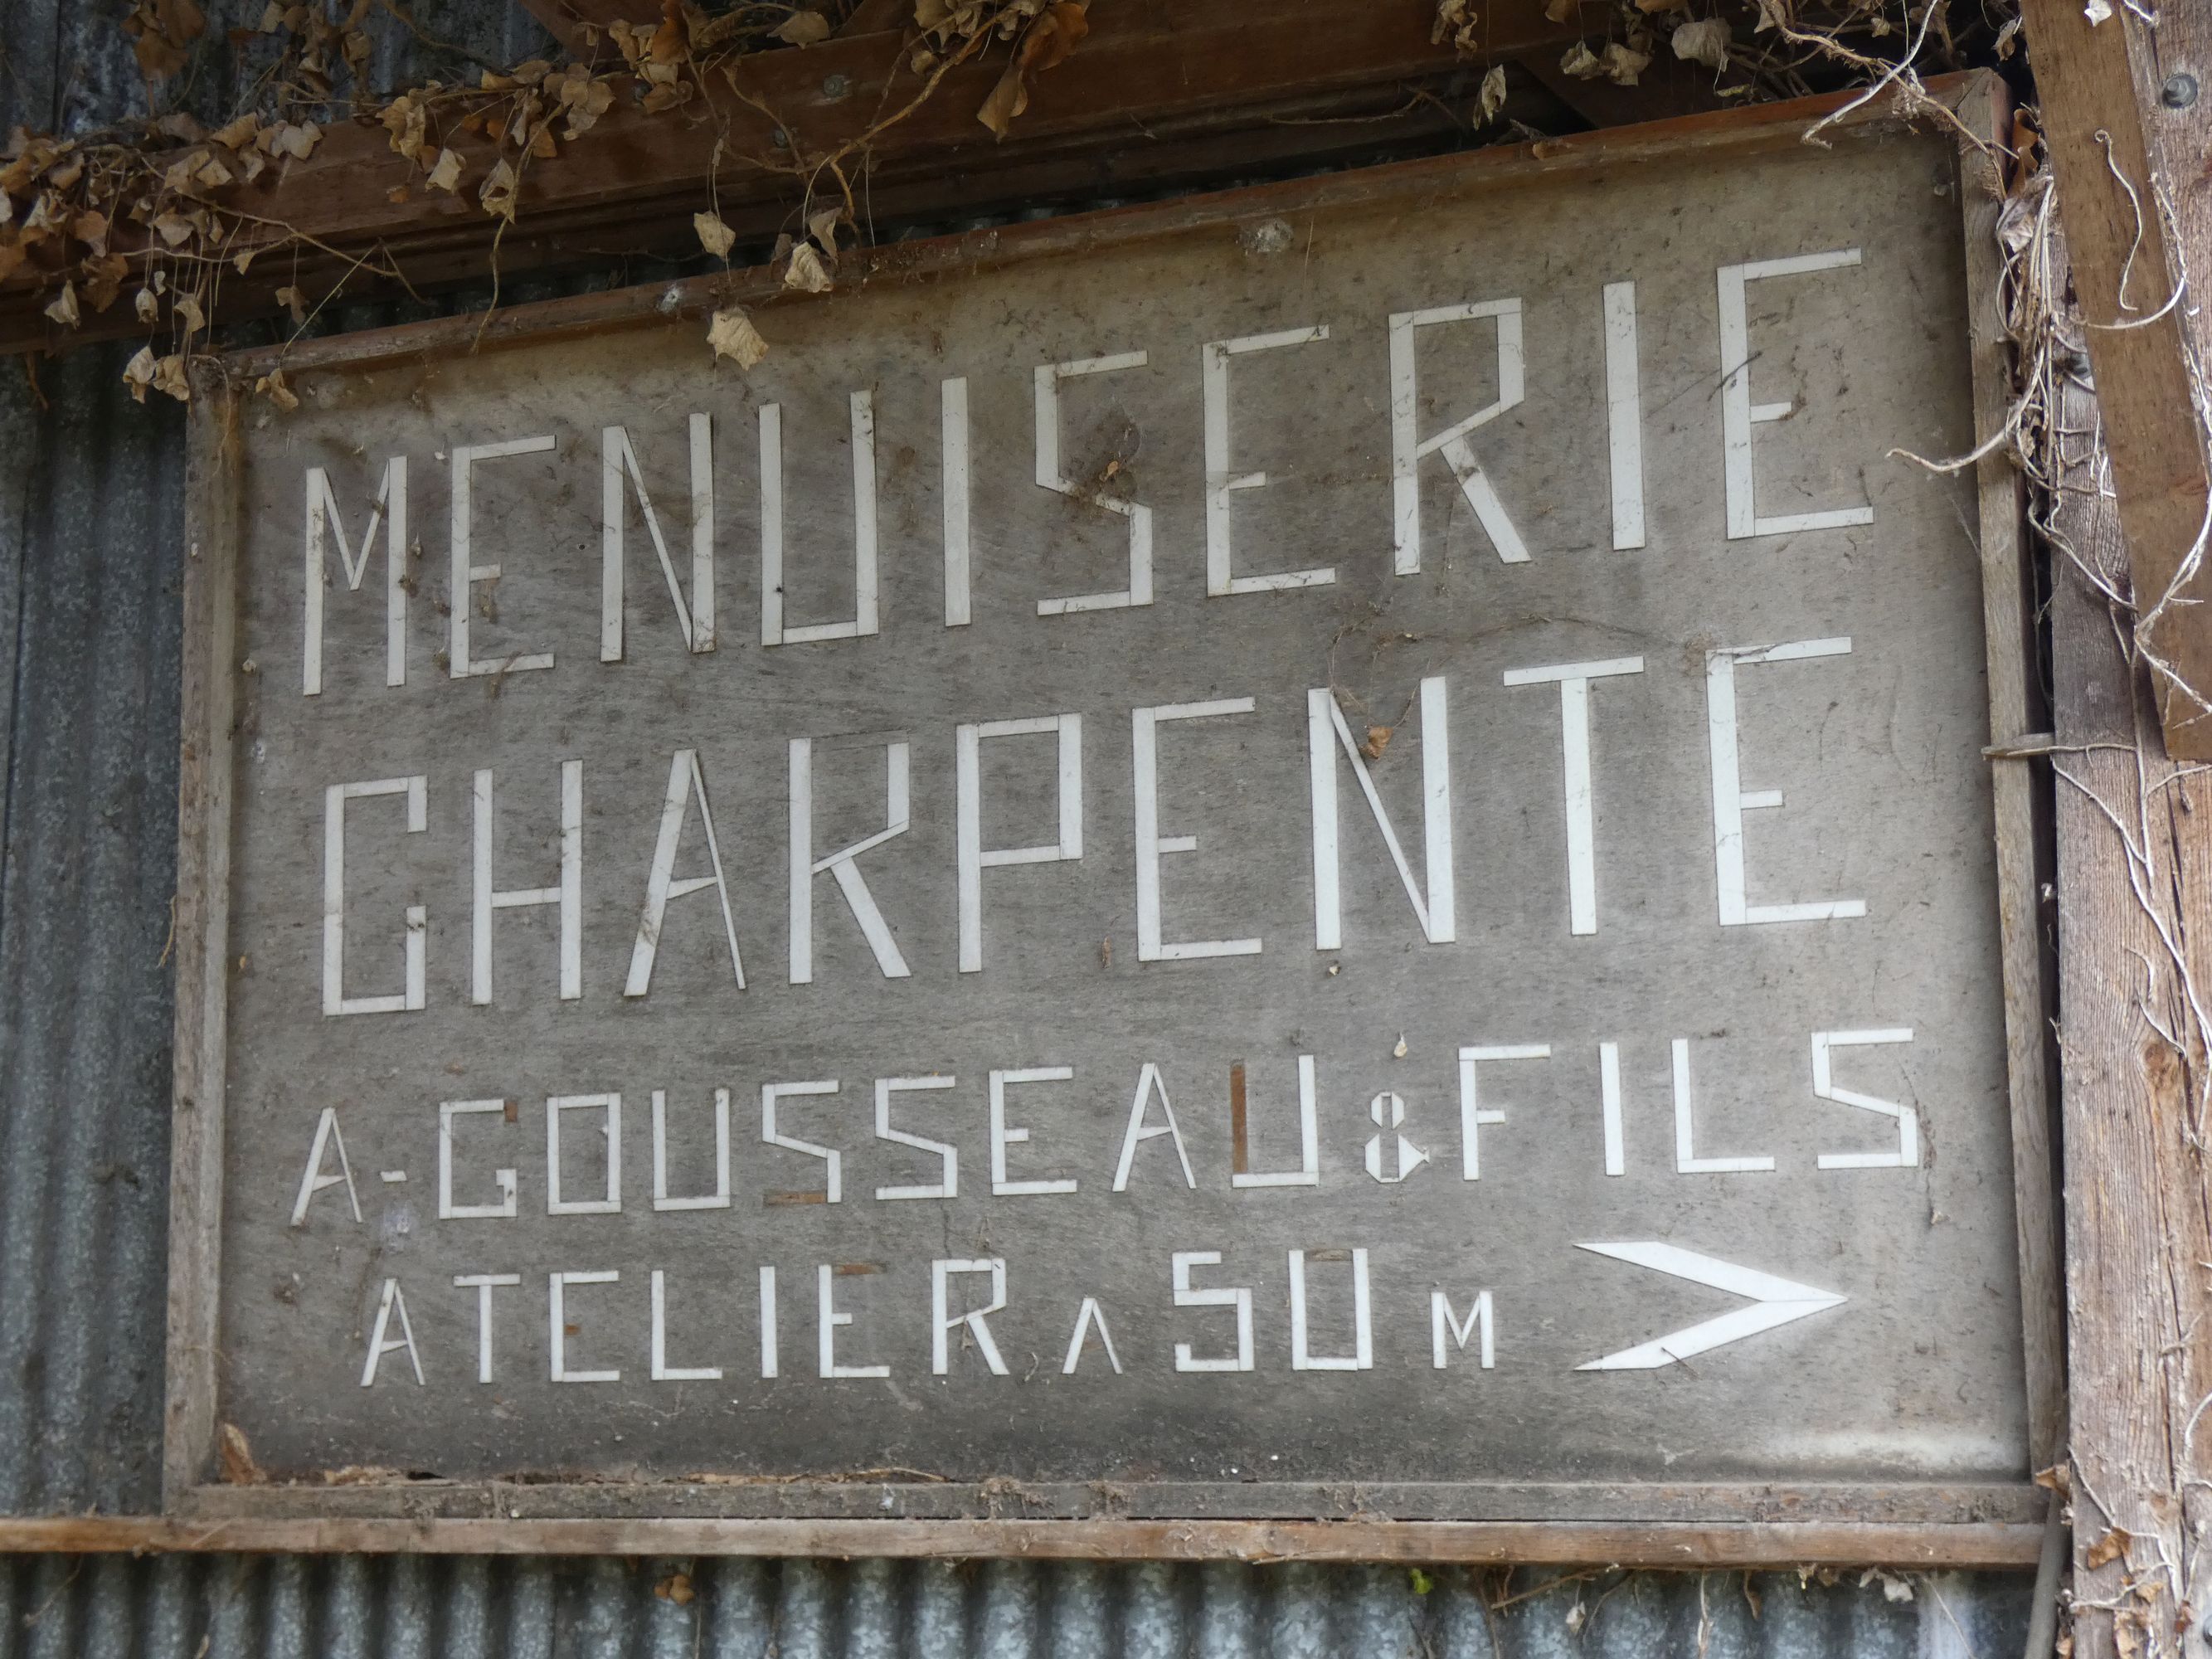 MENUISERIE
CHARPENTE
A-GOUSSEAU & FILS
ATELIER A 50 M